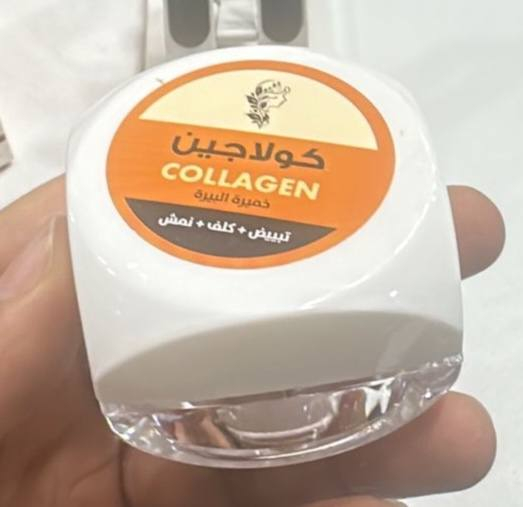 كولاجين
COLLAGEN
خميرة البيرة
تبييض + كلف + نمش